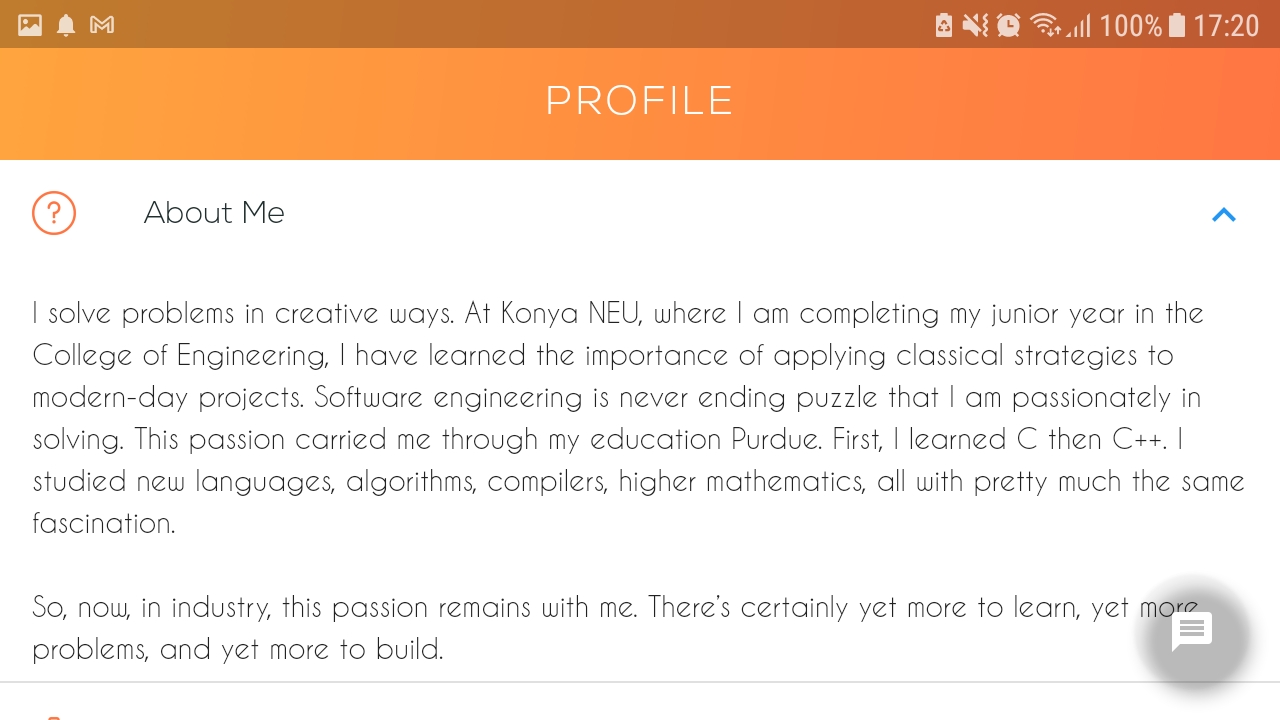 100% 17:20
PROFILE
About Me
I solve problems in creative ways. At Konya NEU, where I am completing my junior year in the
College of Engineering, I have learned the importance of applying classical strategies to
modern-day projects. Software engineering is never ending puzzle that I am passionately in
solving. This passion carried me through my education Purdue. First, I learned C then C++. I
studied new languages, algorithms, compilers, higher mathematics, all with pretty much the same
fascination.
So, now, in industry, this passion remains with me. There's certainly yet more to learn, yet more
problems, and yet more to build.